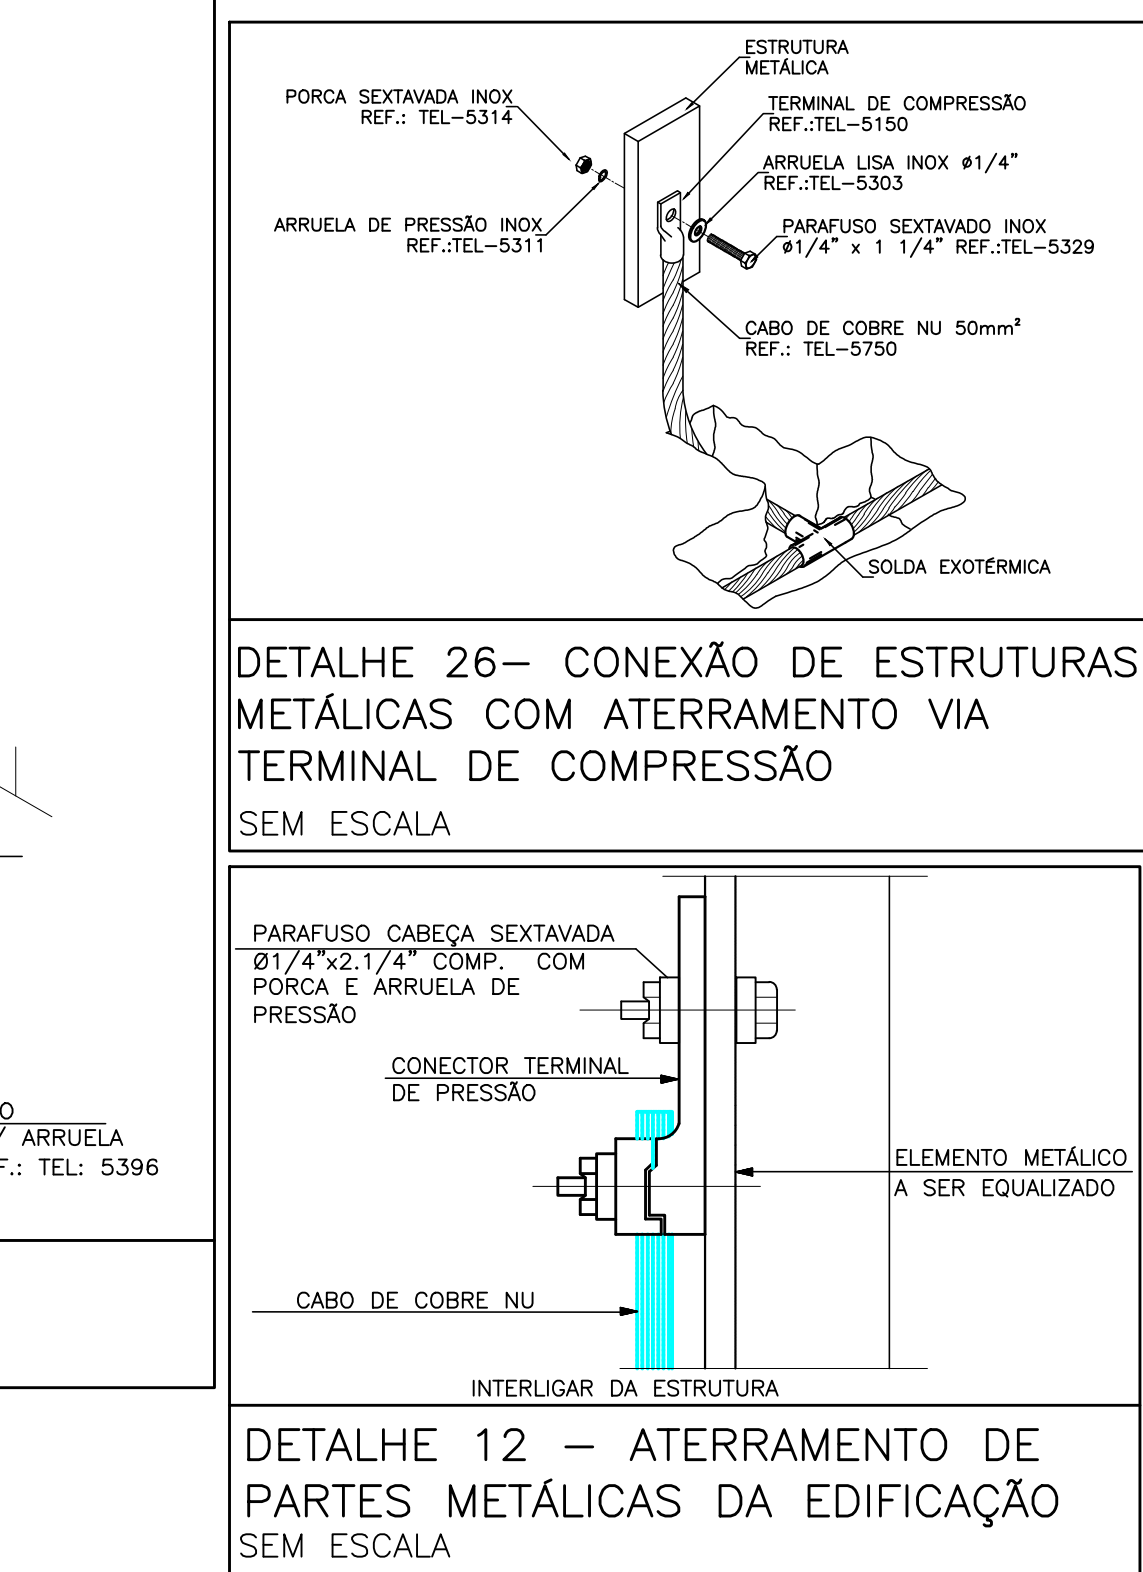 ESTRUTURA
METÁLICA
PORCA SEXTAVADA INOX
REF.: TEL-5314
TERMINAL DE COMPRESSÃO
REF.:TEL-5150
ARRUELA LISA INOX ø1/4"
REF.:TEL-5303
ARRUELA DE PRESSÃO INOX
REF.:TEL-5311
PARAFUSO SEXTAVADO INOX
ø1/4" x 1 1/4" REF.:TEL-5329
CABO DE COBRE NU 50mm²
REF.: TEL-5750
SOLDA EXOTÉRMICA
DETALHE 26- CONEXÃO DE ESTRUTURAS
METÁLICAS COM ATERRAMENTO VIA
TERMINAL DE COMPRESSÃO
SEM ESCALA
PARAFUSO CABEÇA SEXTAVADA
Ø1/4"x2.1/4" COMP. COM
PORCA E ARRUELA DE
PRESSÃO
CONECTOR TERMINAL
DE PRESSÃO
ELEMENTO METÁLICO
A SER EQUALIZADO
CABO DE COBRE NU
INTERLIGAR DA ESTRUTURA
DETALHE 12 - ATERRAMENTO DE
PARTES METÁLICAS DA EDIFICAÇÃO
SEM ESCALA
O
/ ARRUELA
F.: TEL: 5396